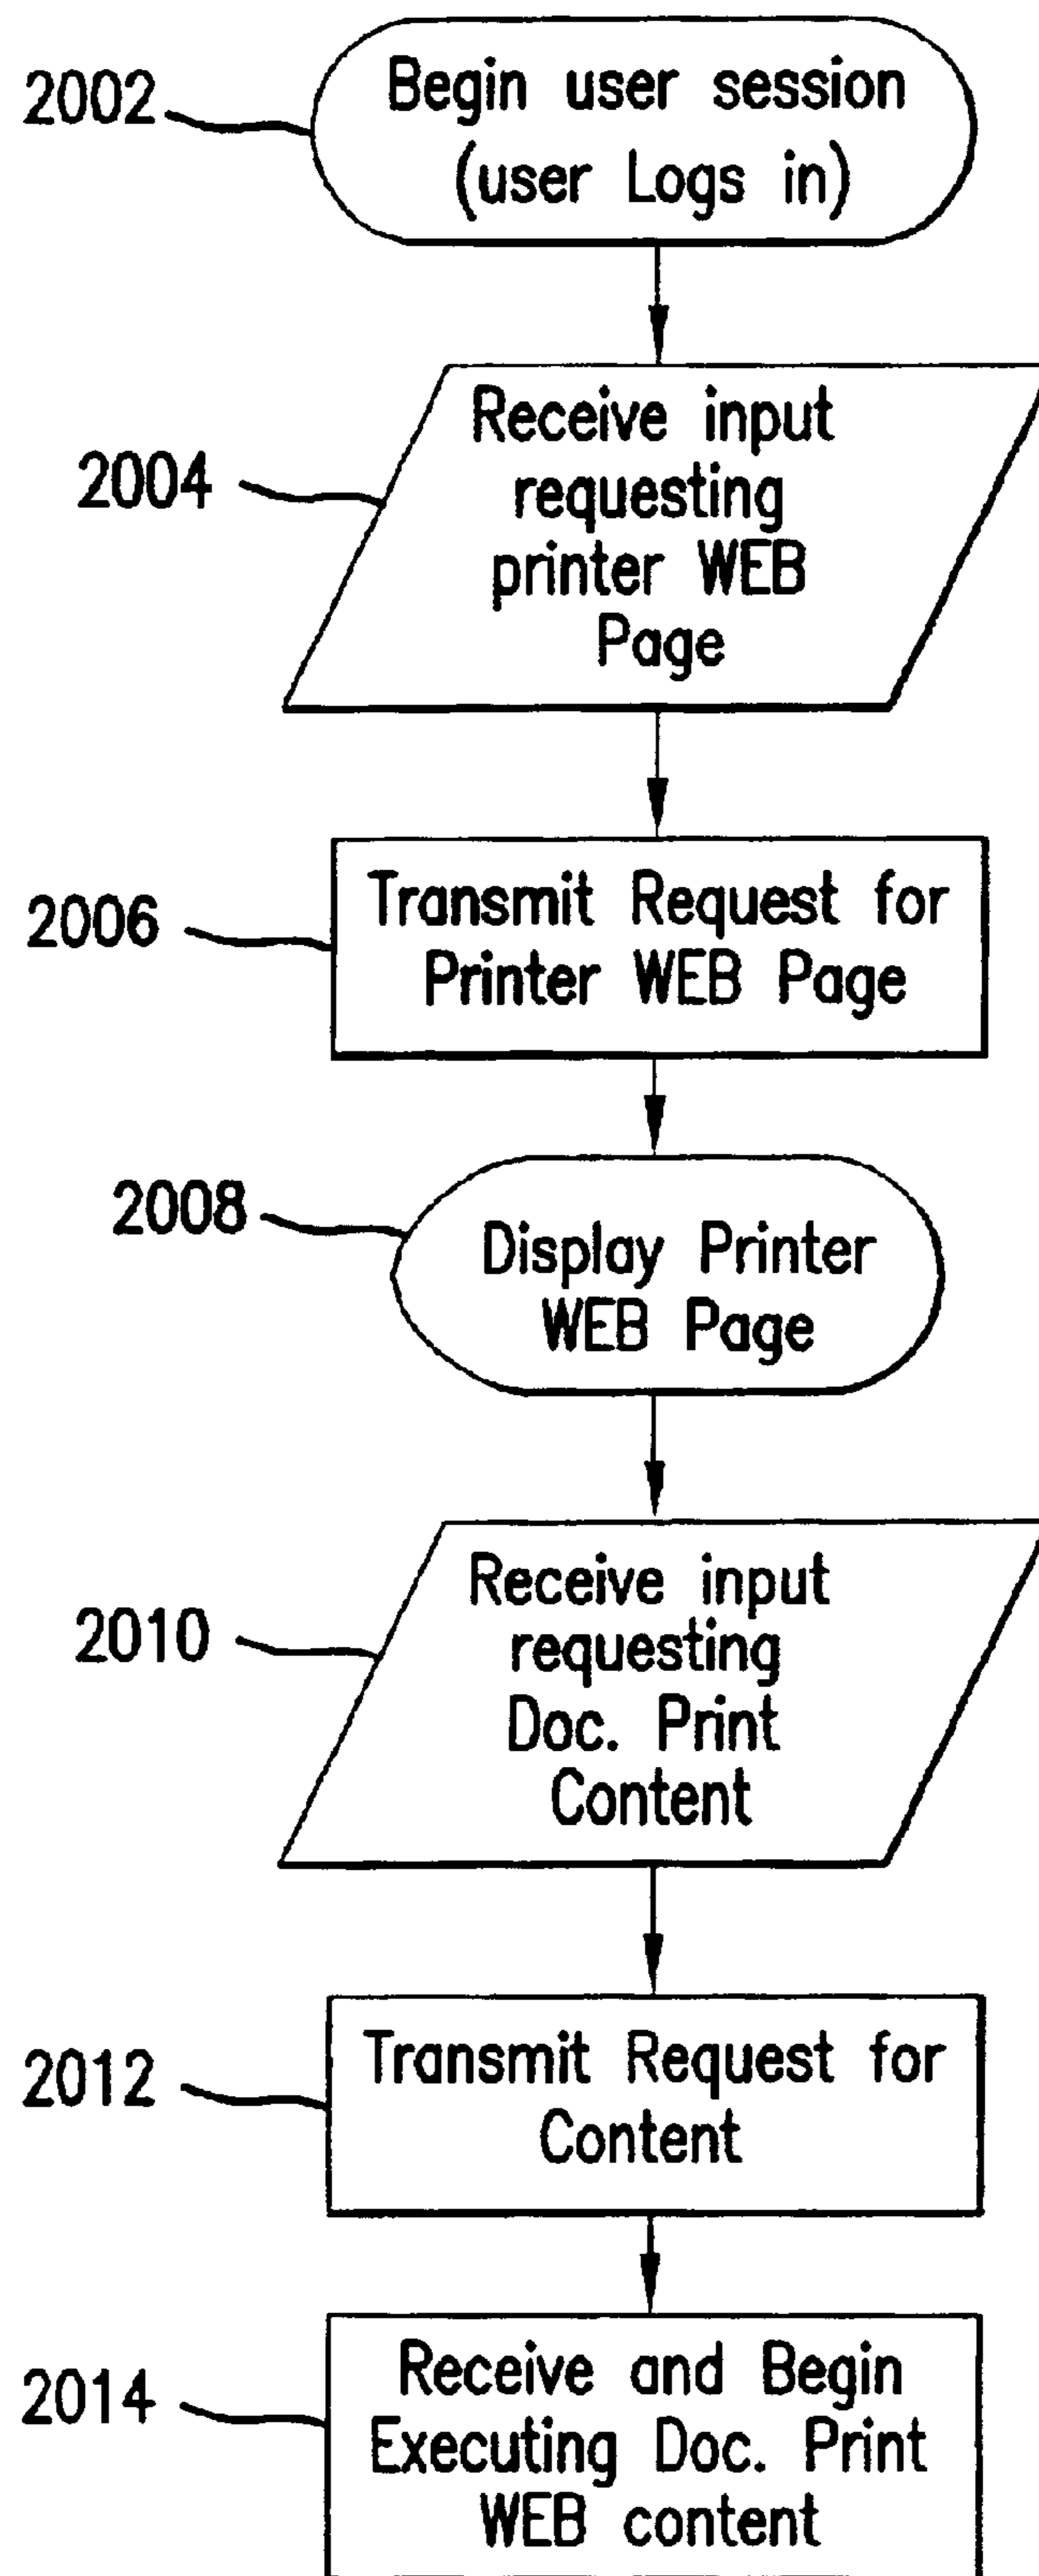 2002
Begin user session
(user Logs in)
2004
Receive input
requesting
printer WEB
Page
2006
Transmit Request for
Printer WEB Page
2008
Display Printer
WEB Page
2010
Receive input
requesting
Doc. Print
Content
2012
Transmit Request for
Content
2014
Receive and Begin
Executing Doc. Print
WEB content